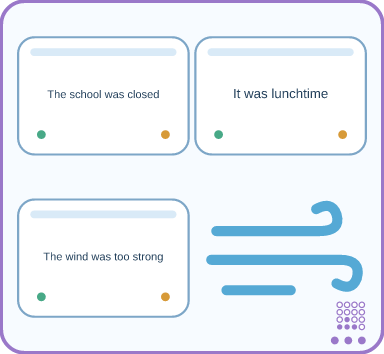 The school was closed
It was lunchtime
The wind was too strong